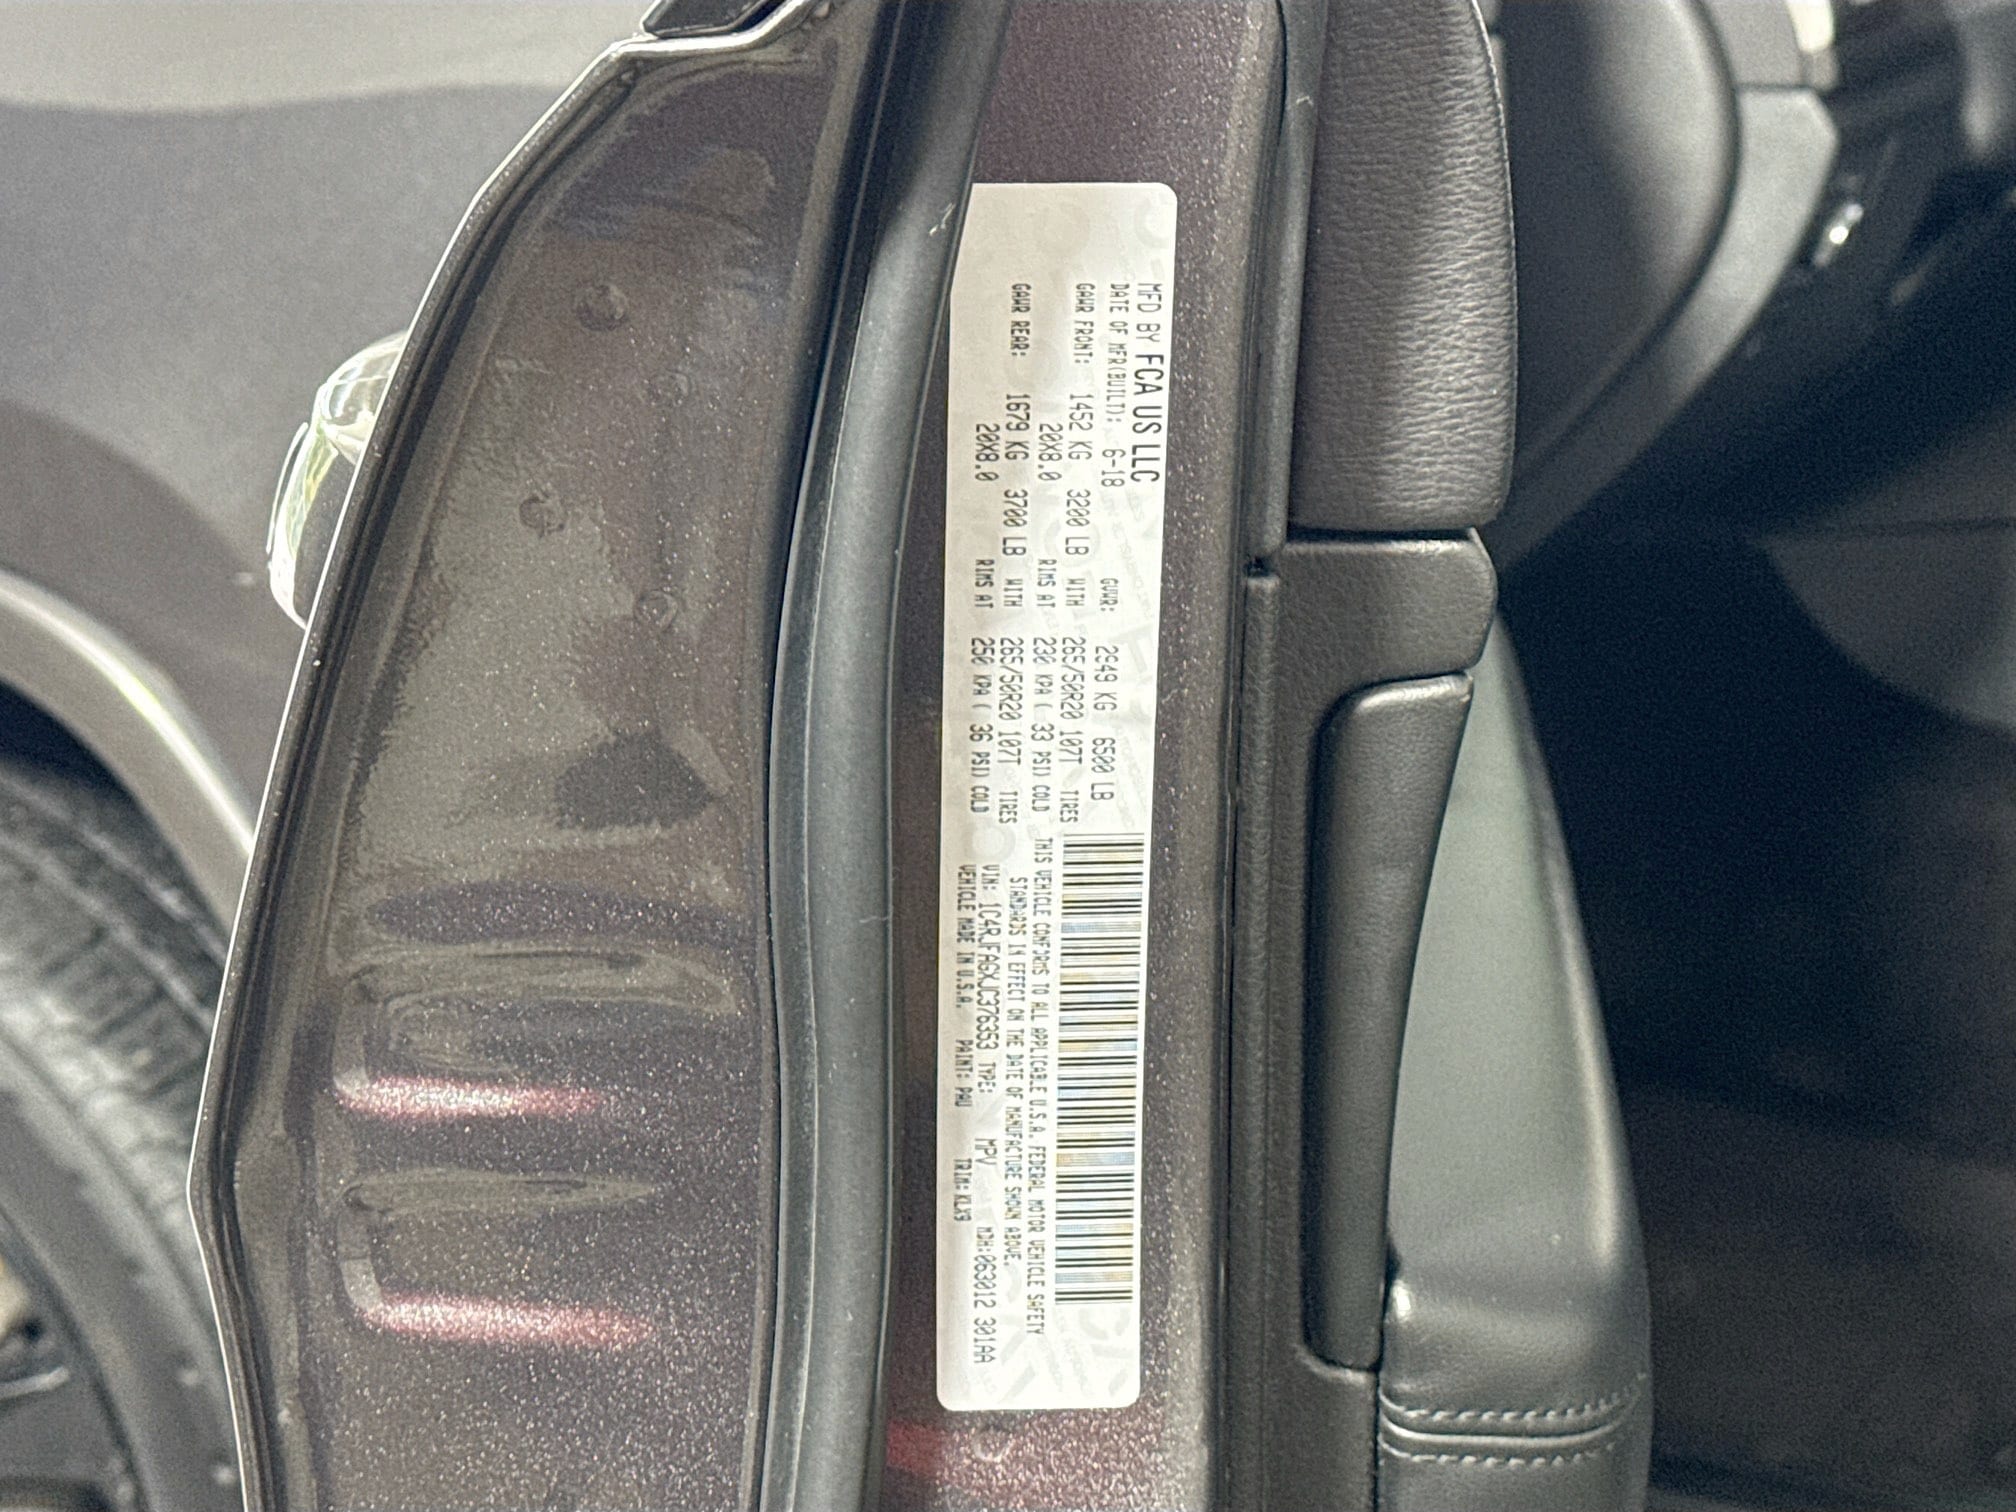 MFD BY FCA US LLC
DATE OF MFR(BUILT): 6-18 GVWR: 2949 KG 6500 LB
GAWR FRONT: 1452 KG 3200 LB WITH 265/50R20 107T TIRES
20X8.0 RIMS AT 230 KPA ( 33 PSI) COLD
GAWR REAR: 1679 KG 3700 LB WITH 265/50R20 107T TIRES
20X8.0 RIMS AT 250 KPA ( 36 PSI) COLD
THIS VEHICLE CONFORMS TO ALL APPLICABLE U.S.A. FEDERAL MOTOR VEHICLE SAFETY
STANDARDS IN EFFECT ON THE DATE OF MANUFACTURE SHOWN ABOVE.
VIN: 1C4RJFAGXJC376353 TYPE: MPV MDH:063012 301AA
VEHICLE MADE IN U.S.A. PAINT: PAU TRIM: KLX9